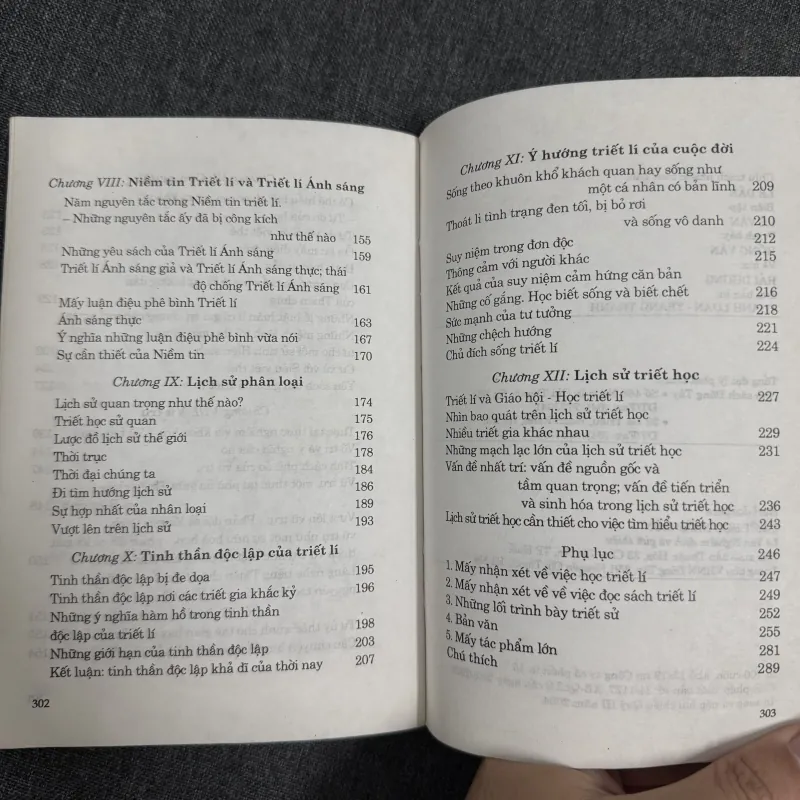 Chương VIII: Niềm tin Triết lí và Triết lí Ánh sáng
Năm nguyên tắc trong Niềm tin triết lí.
– Những nguyên tắc ấy đã bị công kích
như thế nào 155
Những yêu sách của Triết lí Ánh sáng 159
Triết lí Ánh sáng giả và Triết lí Ánh sáng thực; thái
độ chống Triết lí Ánh sáng 161
Mấy luận điệu phê bình Triết lí
Ánh sáng thực 163
Ý nghĩa những luận điệu phê bình vừa nói 167
Sự cần thiết của Niềm tin 170
Chương IX: Lịch sử phân loại
Lịch sử quan trọng như thế nào? 174
Triết học sử quan 175
Lược đồ lịch sử thế giới 176
Thời trục 178
Thời đại chúng ta 184
Đi tìm hướng lịch sử 186
Sự hợp nhất của nhân loại 189
Vượt lên trên lịch sử 193
Chương X: Tinh thần độc lập của triết lí
Tinh thần độc lập bị đe dọa 195
Tinh thần độc lập nơi các triết gia khắc kỷ 196
Những ý nghĩa hàm hồ trong tinh thần
độc lập của triết lí 198
Những giới hạn của tinh thần độc lập 203
Kết luận: tinh thần độc lập khả dĩ của thời nay 207
302
Chương XI: Ý hướng triết lí của cuộc đời
Sống theo khuôn khổ khách quan hay sống như
một cá nhân có bản lĩnh 209
Thoát li tình trạng đen tối, bị bỏ rơi
và sống vô danh 210
Suy niệm trong đơn độc 212
Thông cảm với người khác 215
Kết quả của suy niệm cảm hứng căn bản
Những cố gắng. Học biết sống và biết chết 216
Sức mạnh của tư tưởng 218
Những chệch hướng 221
Chủ đích sống triết lí 224
Chương XII: Lịch sử triết học
Triết lí và Giáo hội - Học triết lí 227
Nhìn bao quát trên lịch sử triết học
Nhiều triết gia khác nhau 229
Những mạch lạc lớn của lịch sử triết học 231
Vấn đề nhất trí: vấn đề nguồn gốc và
tầm quan trọng; vấn đề tiến triển
và sinh hóa trong lịch sử triết học 236
Lịch sử triết học cần thiết cho việc tìm hiểu triết học 243
Phụ lục 246
1. Mấy nhận xét về việc học triết lí 247
2. Mấy nhận xét về về việc đọc sách triết lí 249
3. Những lối trình bày triết sử 252
4. Bản văn 255
5. Mấy tác phẩm lớn 281
Chú thích 289
303